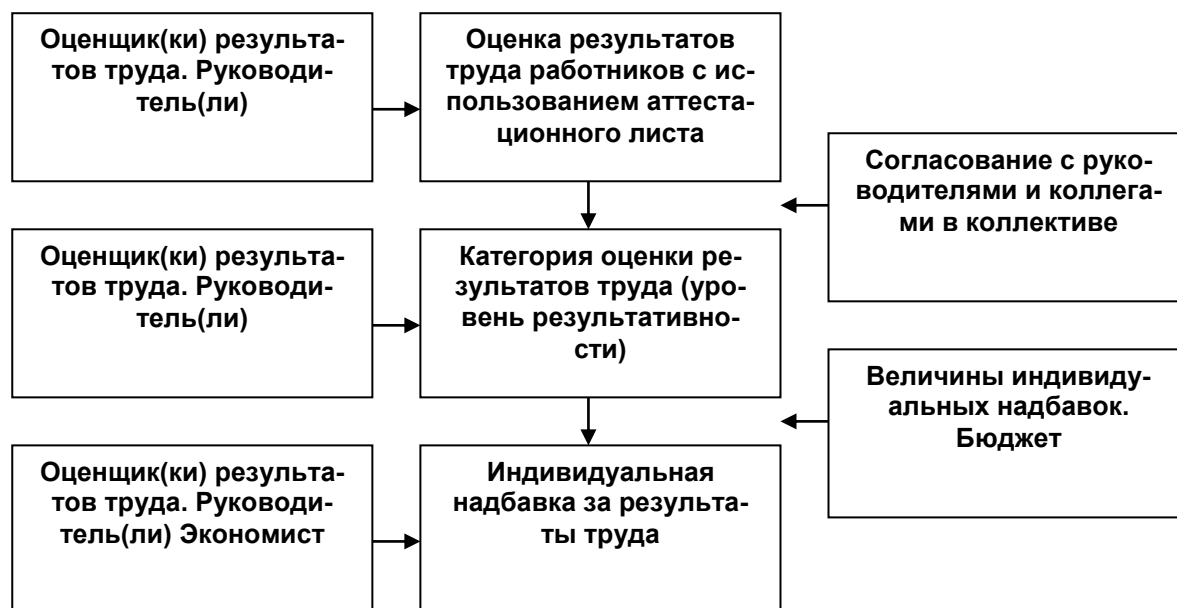 Оценщик(ки) результа-
тов труда. Руководи-
тель(ли)
Оценка результатов
труда работников с ис-
пользованием аттеста-
ционного листа
Согласование с руко-
водителями и коллега-
ми в коллективе
Оценщик(ки) результа-
тов труда. Руководи-
тель(ли)
Категория оценки ре-
зультатов труда (уро-
вень результативно-
сти)
Величины индивиду-
альных надбавок.
Бюджет
Оценщик(ки) результа-
тов труда. Руководи-
тель(ли) Экономист
Индивидуальная
надбавка за результа-
ты труда